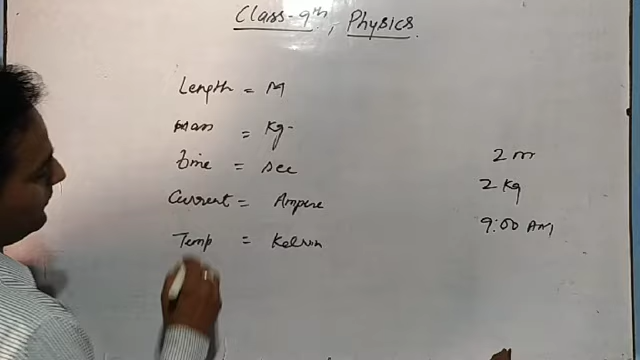 Class-9th, Physics.
Length = M
Mass = Kg-
Time = Sec
Current = Ampere
Temp = Kelvin
2 m
2 Kg
9:00 AM